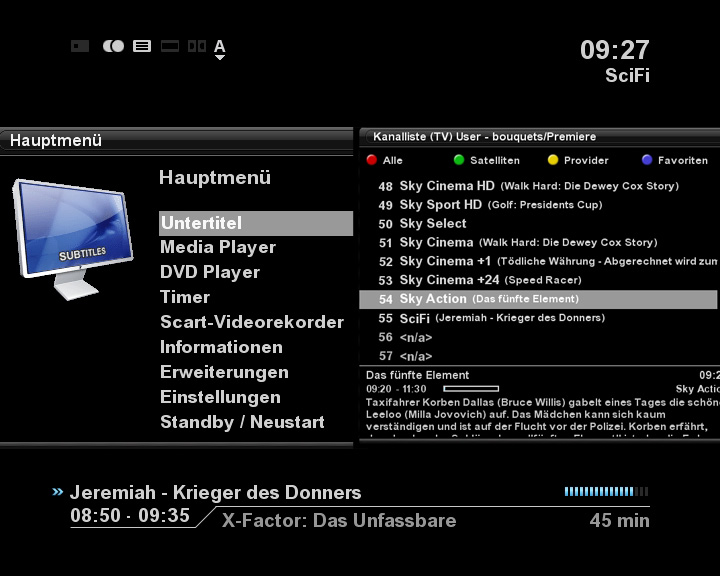 A
09:27
SciFi
Hauptmenü
Hauptmenü
SUBTITLES
Untertitel
Media Player
DVD Player
Timer
Scart-Videorekorder
Informationen
Erweiterungen
Einstellungen
Standby / Neustart
Kanalliste (TV) User - bouquets/Premiere
Alle Satelliten Provider Favoriten
48 Sky Cinema HD (Walk Hard: Die Dewey Cox Story)
49 Sky Sport HD (Golf: Presidents Cup)
50 Sky Select
51 Sky Cinema (Walk Hard: Die Dewey Cox Story)
52 Sky Cinema +1 (Tödliche Währung - Abgerechnet wird zum
53 Sky Cinema +24 (Speed Racer)
54 Sky Action (Das fünfte Element)
55 SciFi (Jeremiah - Krieger des Donners)
56 <n/a>
57 <n/a>
Das fünfte Element 09:2
09:20 - 11:30 Sky Actio
Taxifahrer Korben Dallas (Bruce Willis) gabelt eines Tages die schöne
Leeloo (Milla Jovovich) auf. Das Mädchen kann sich kaum
verständigen und ist auf der Flucht vor der Polizei. Korben erfährt,
» Jeremiah - Krieger des Donners
08:50 - 09:35 X-Factor: Das Unfassbare 45 min